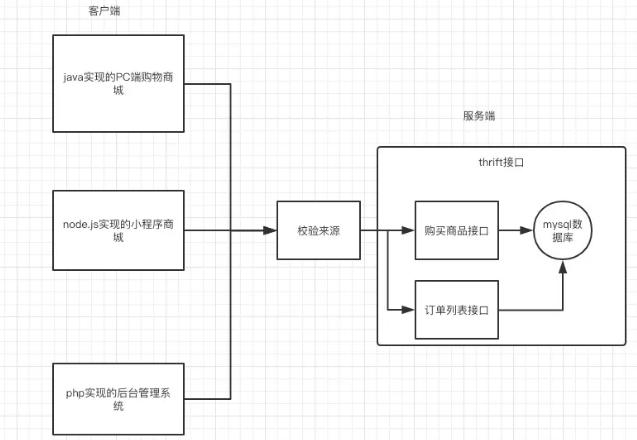 客户端
java实现的PC端购物商
城
服务端
thrift接口
node.js实现的小程序商
城
校验来源
购买商品接口
mysql数
据库
订单列表接口
php实现的后台管理系
统